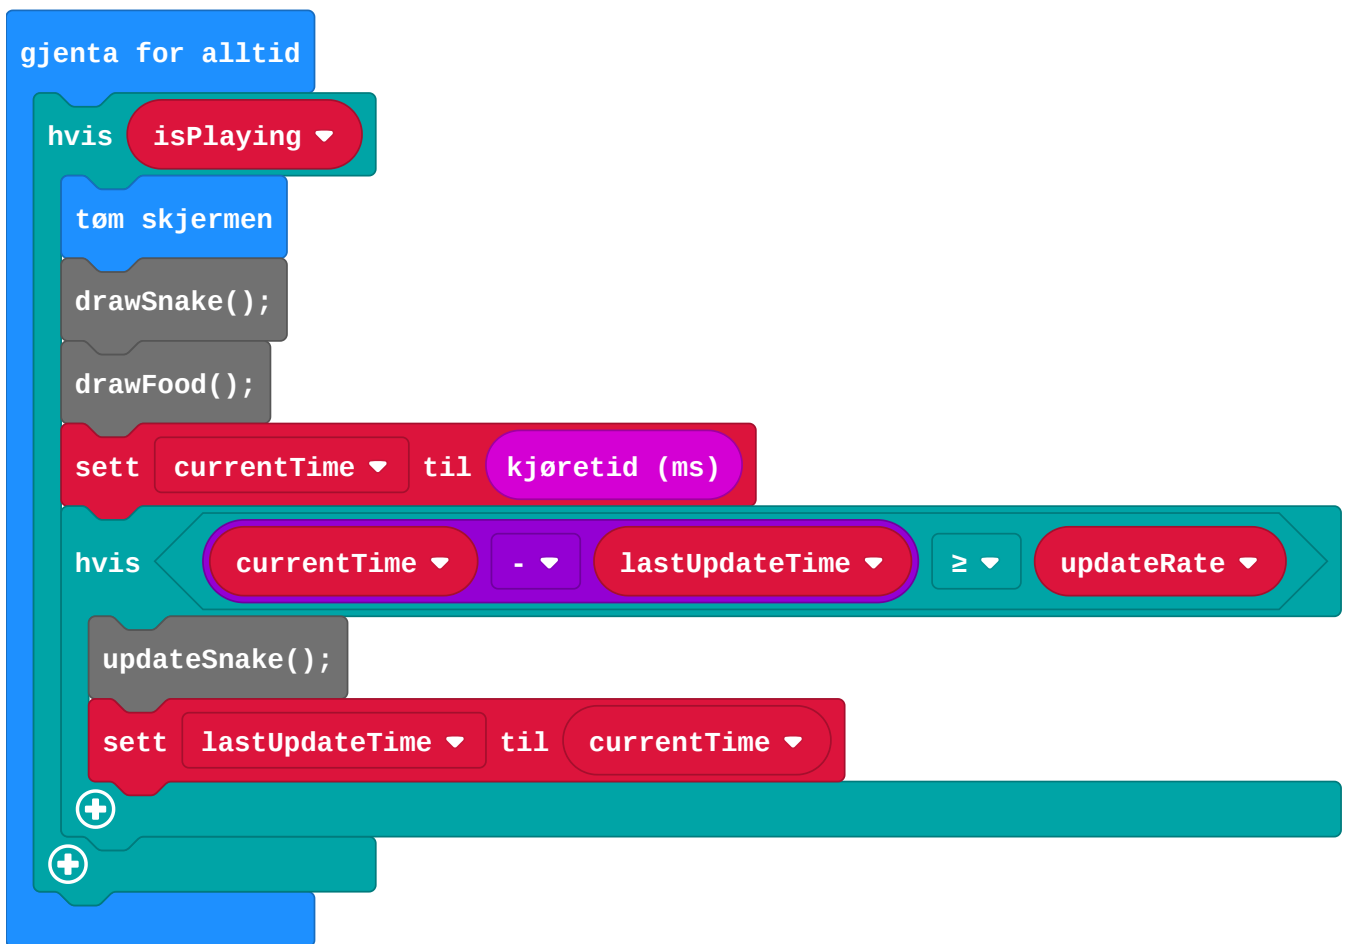 gjenta for alltid
hvis isPlaying
tøm skjermen
drawSnake();
drawFood();
sett currentTime til kjøretid (ms)
hvis currentTime - lastUpdateTime ≥ updateRate
updateSnake();
sett lastUpdateTime til currentTime